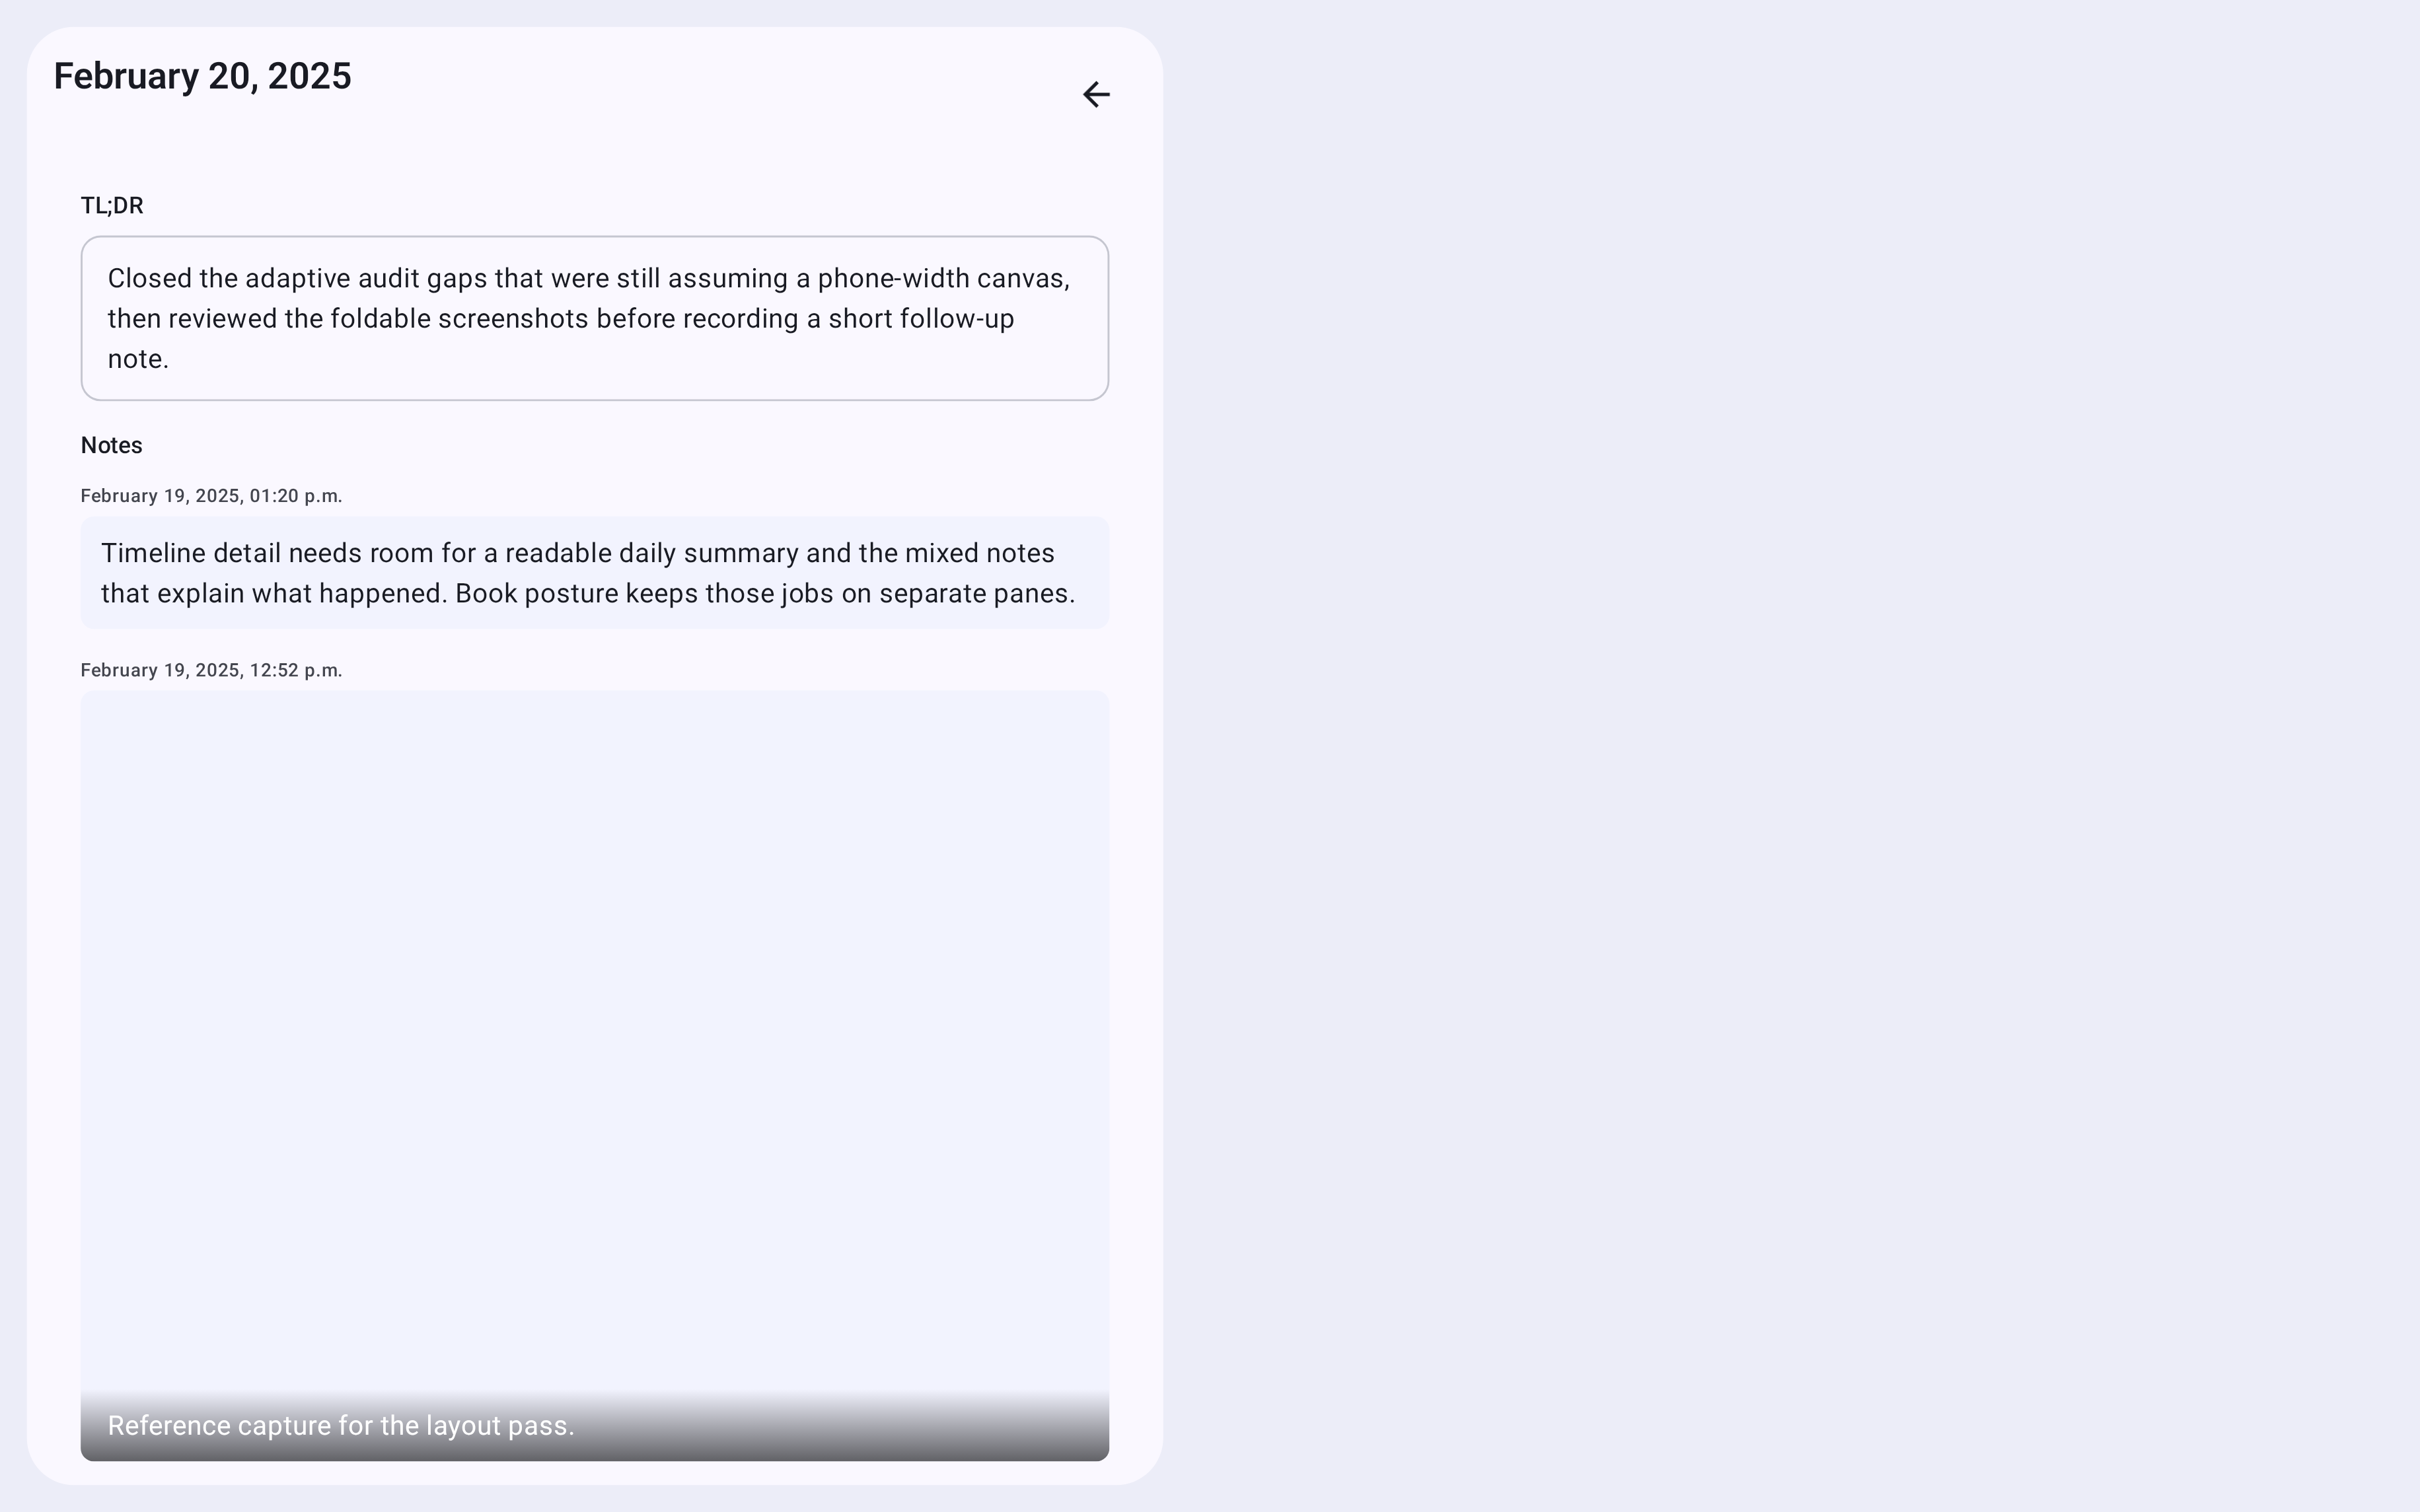 February 20, 2025
TL;DR
Closed the adaptive audit gaps that were still assuming a phone-width canvas,
then reviewed the foldable screenshots before recording a short follow-up
note.
Notes
February 19, 2025, 01:20 p.m.
Timeline detail needs room for a readable daily summary and the mixed notes
that explain what happened. Book posture keeps those jobs on separate panes.
February 19, 2025, 12:52 p.m.
Reference capture for the layout pass.